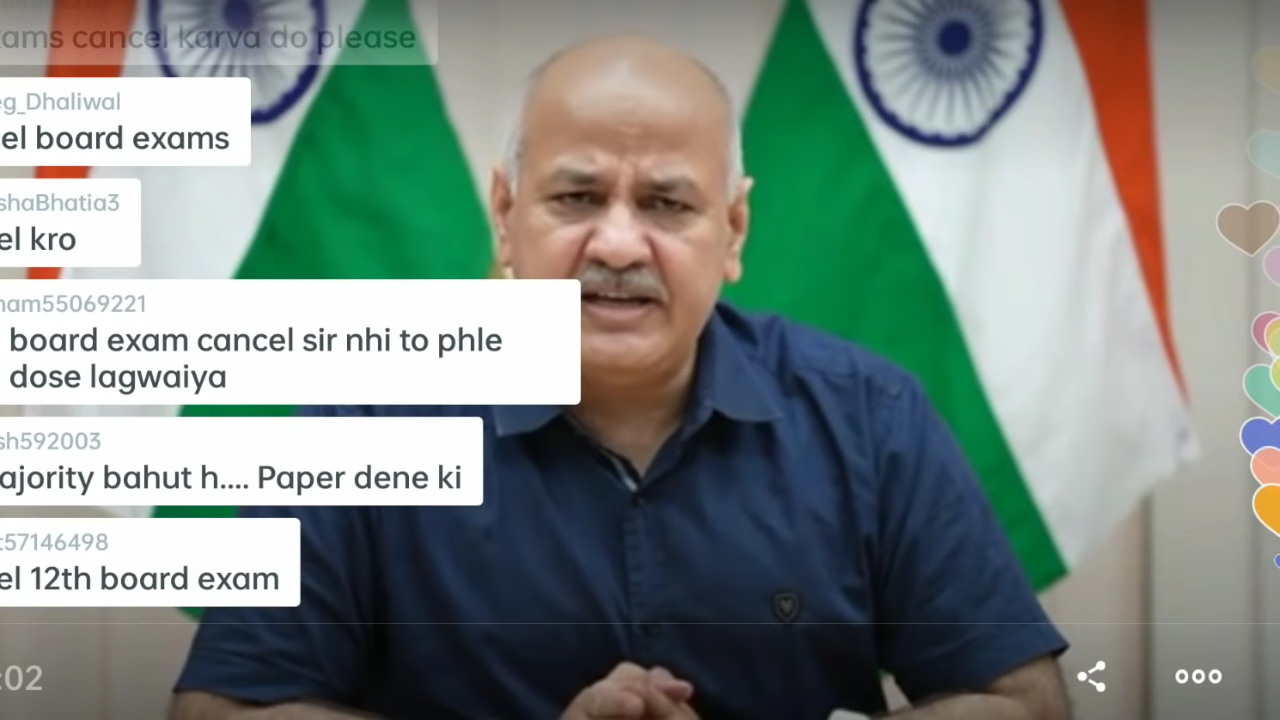 ams cancel karva do please
eg_Dhaliwal
el board exams
shaBhatia3
el kro
ham55069221
board exam cancel sir nhi to phle
dose lagwaiya
sh592003
ajority bahut h.... Paper dene ki
t57146498
el 12th board exam
:02